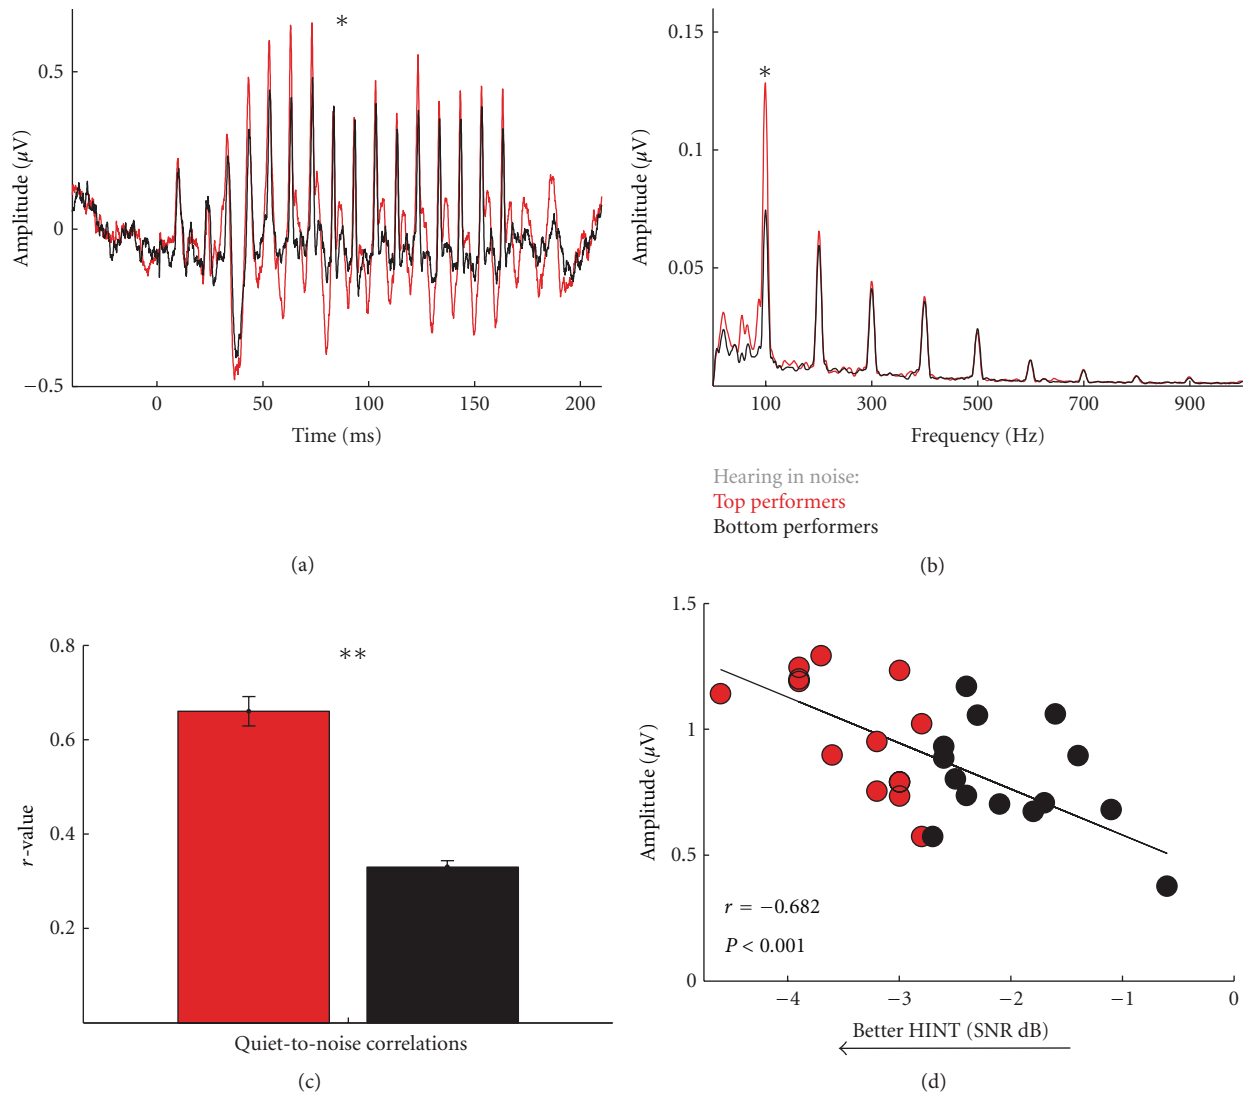 *
0.5
0
−0.5
Amplitude (μV)
0
50
100
150
200
Time (ms)
(a)
*
0.15
0.1
0.05
Amplitude (μV)
100
300
500
700
900
Frequency (Hz)
Hearing in noise:
Top performers
Bottom performers
(b)
**
0.8
0.6
0.4
0.2
r-value
Quiet-to-noise correlations
(c)
1.5
1
0.5
0
Amplitude (μV)
r = −0.682
P < 0.001
−4
−3
−2
−1
0
Better HINT (SNR dB)
(d)